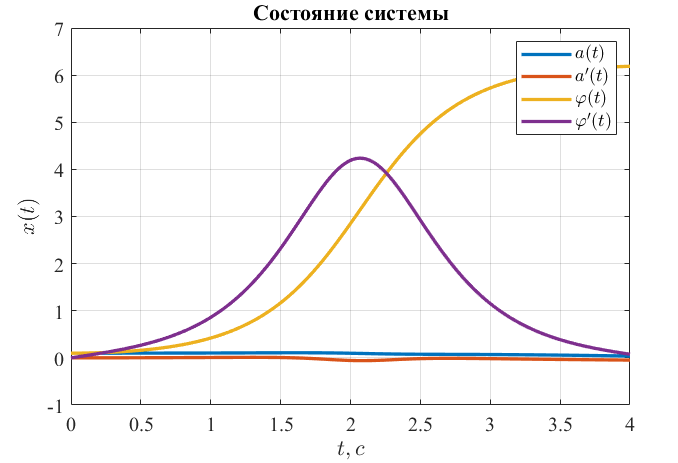 Состояние системы
7
6
5
4
3
2
1
0
-1
x(t)
a(t)
a′(t)
φ(t)
φ′(t)
0 0.5 1 1.5 2 2.5 3 3.5 4
t, c